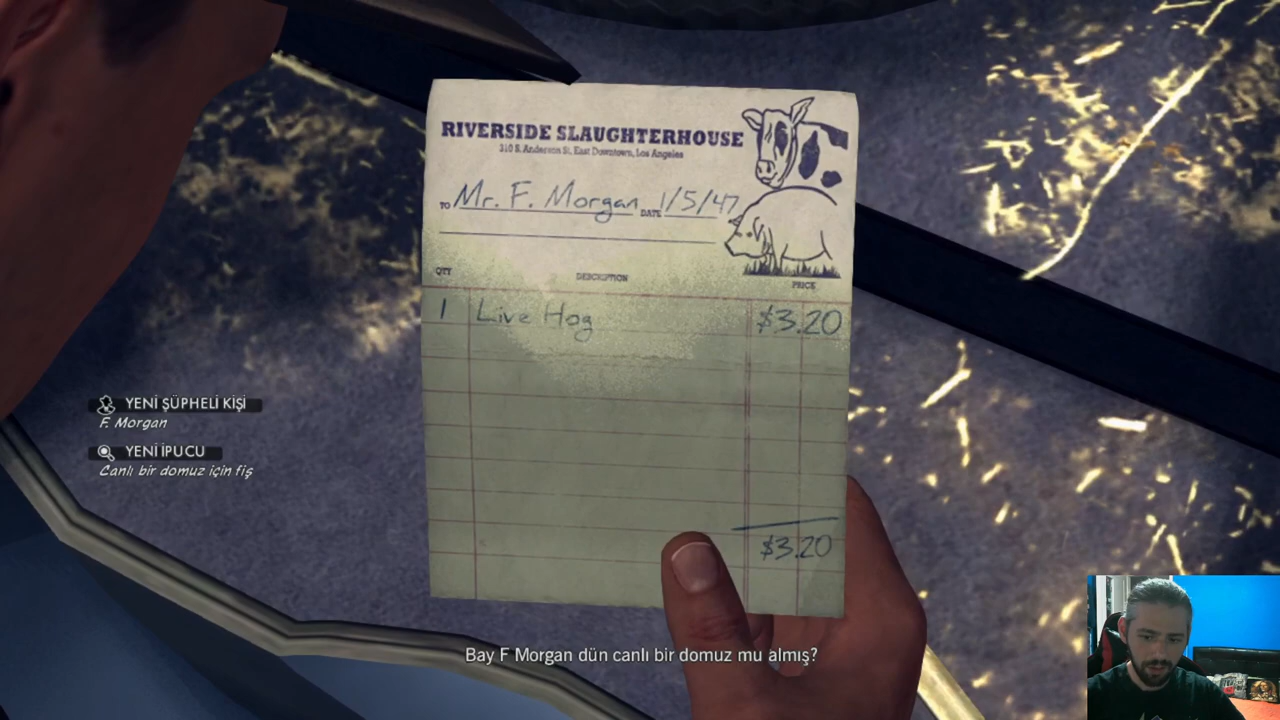 RIVERSIDE SLAUGHTERHOUSE
310 S. Anderson St, East Downtown, Los Angeles
TO Mr. F. Morgan DATE 1/5/47
QTY DESCRIPTION PRICE
1 Live Hog $3.20
$3.20
YENİ ŞÜPHELİ KİŞİ
F. Morgan
YENİ İPUCU
Canlı bir domuz için fiş
Bay F Morgan dün canlı bir domuz mu almış?